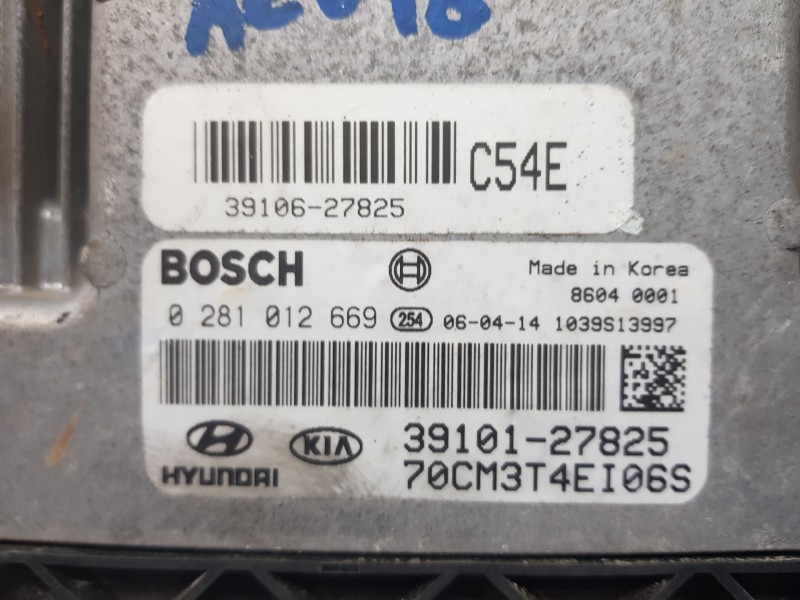 C54E
39106-27825
BOSCH
Made in Korea
8604 0001
0 281 012 669 254 06-04-14 1039S13997
HYUNDAI KIA 39101-27825
70CM3T4EI06S